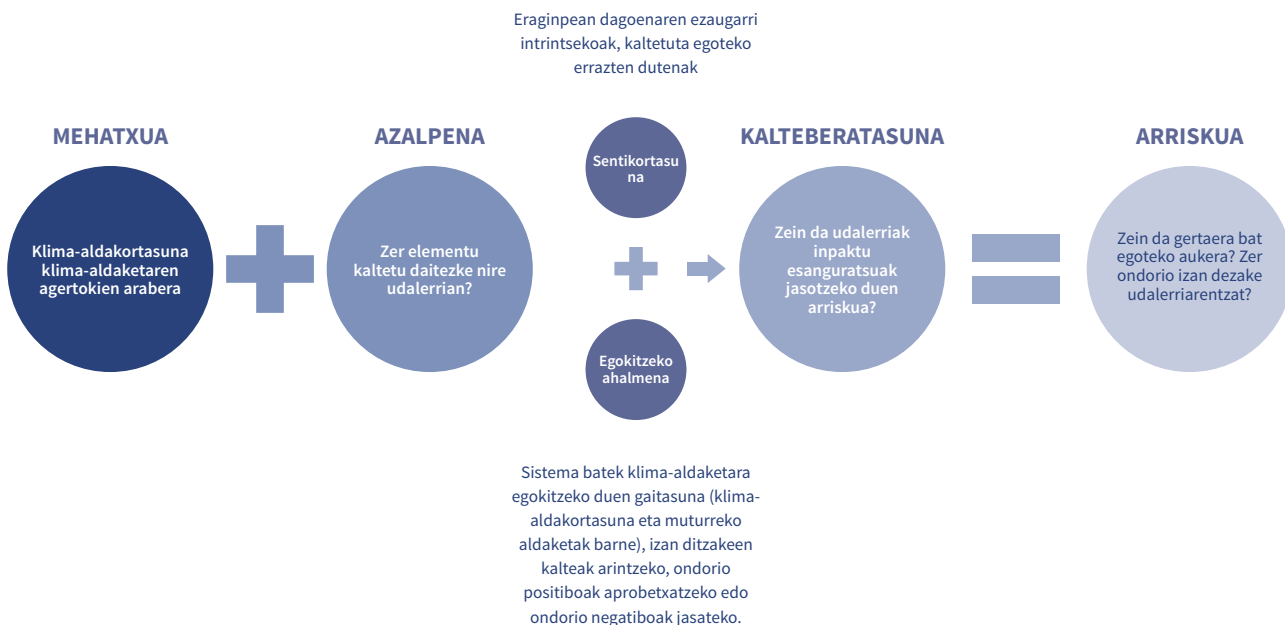 Eraginpean dagoenaren ezaugarri
intrintsekoak, kaltetuta egoteko
errazten dutenak
MEHATXUA
Klima-aldakortasuna
klima-aldaketaren
agertokien arabera
AZALPENA
Zer elementu
kaltetu daitezke nire
udalerrian?
Sentikortasu
na
Egokitzeko
ahalmena
KALTEBERATASUNA
Zein da udalerriak
inpaktu
esanguratsuak
jasotzeko duen
arriskua?
ARRISKUA
Zein da gertaera bat
egoteko aukera? Zer
ondorio izan dezake
udalerriarentzat?
Sistema batek klima-aldaketara
egokitzeko duen gaitasuna (klima-
aldakortasuna eta muturreko
aldaketak barne), izan ditzakeen
kalteak arintzeko, ondorio
positiboak aprobetxatzeko edo
ondorio negatiboak jasateko.